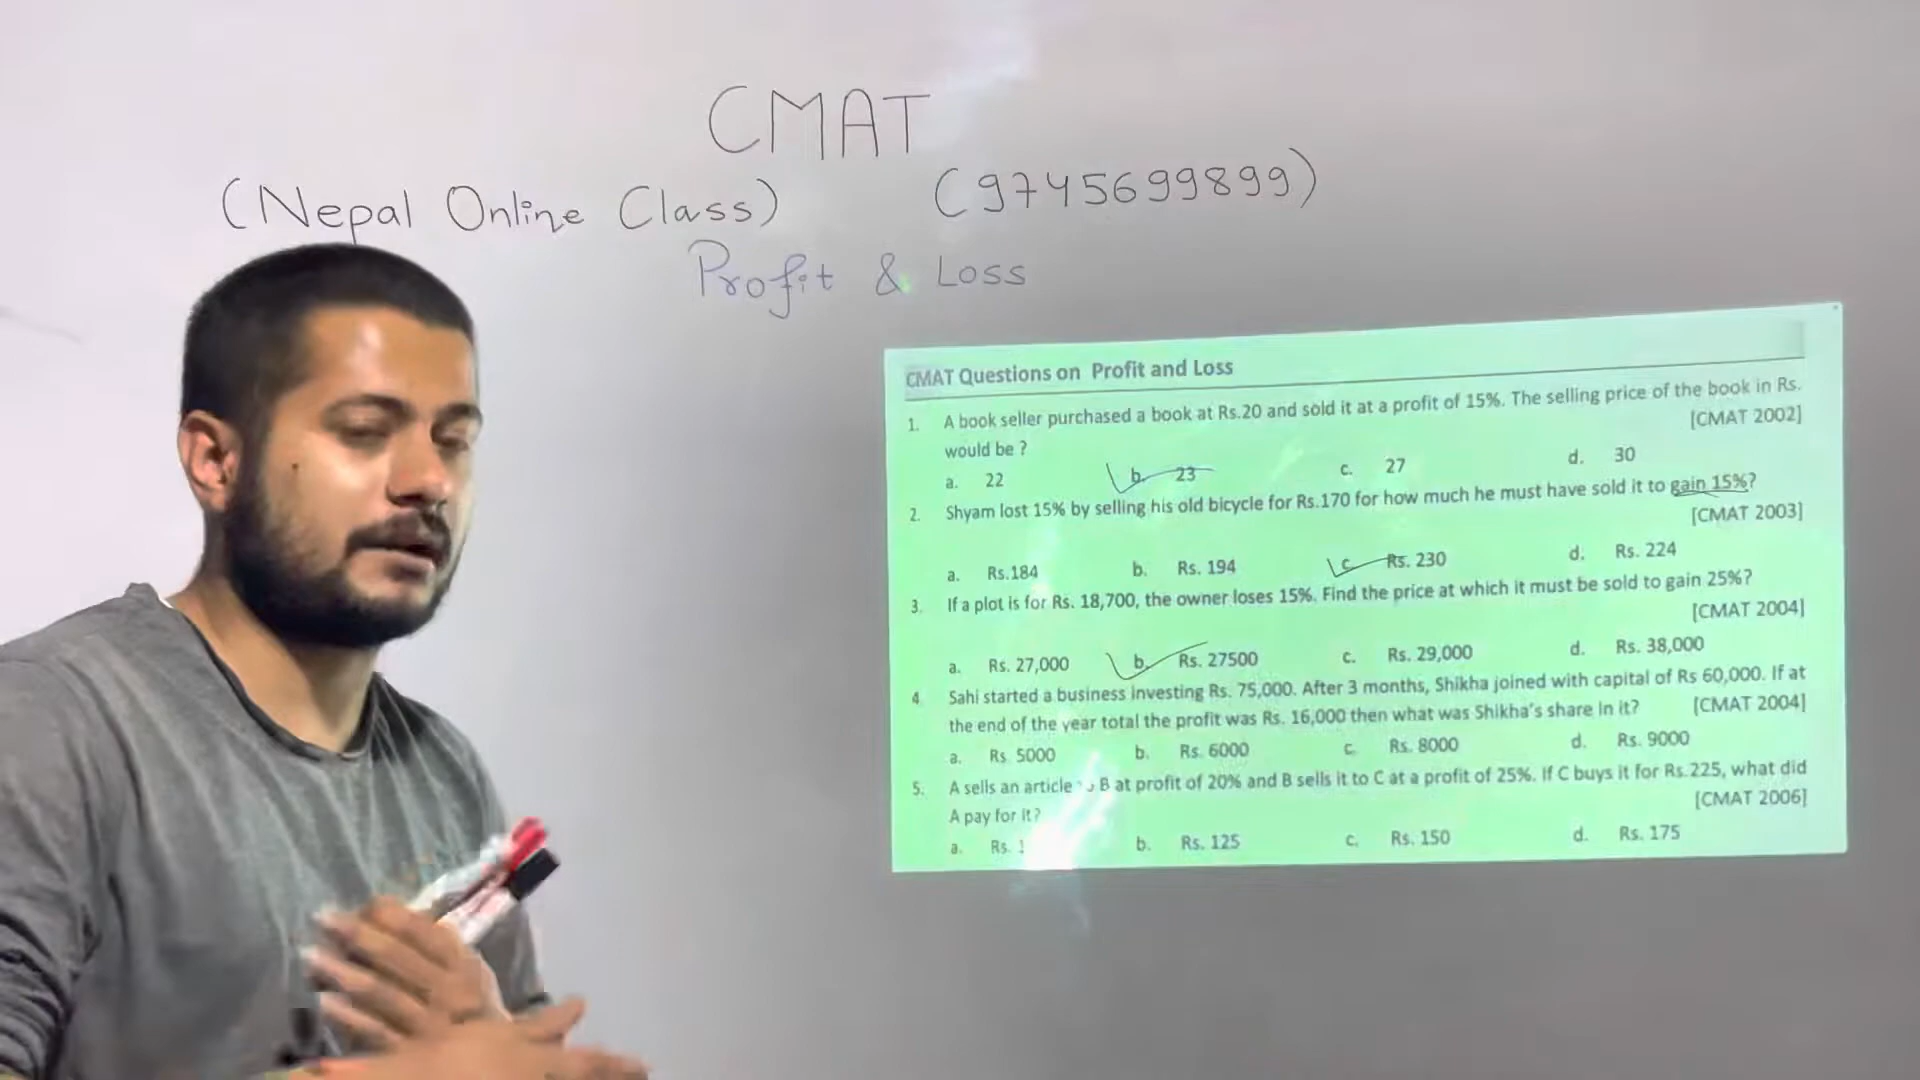 CMAT
(Nepal Online Class) (9745699899)
Profit & Loss
CMAT Questions on Profit and Loss
1. A book seller purchased a book at Rs.20 and sold it at a profit of 15%. The selling price of the book in Rs.
would be ? [CMAT 2002]
a. 22 b. 23 c. 27 d. 30
2. Shyam lost 15% by selling his old bicycle for Rs.170 for how much he must have sold it to gain 15%?
[CMAT 2003]
a. Rs.184 b. Rs. 194 c. Rs. 230 d. Rs. 224
3. If a plot is for Rs. 18,700, the owner loses 15%. Find the price at which it must be sold to gain 25%?
[CMAT 2004]
a. Rs. 27,000 b. Rs. 27500 c. Rs. 29,000 d. Rs. 38,000
4 Sahi started a business investing Rs. 75,000. After 3 months, Shikha joined with capital of Rs 60,000. If at
the end of the year total the profit was Rs. 16,000 then what was Shikha's share in it? [CMAT 2004]
a. Rs 5000 b. Rs. 6000 c. Rs. 8000 d. Rs. 9000
5. A sells an article B at profit of 20% and B sells it to C at a profit of 25%. If C buys it for Rs.225, what did
A pay for it? [CMAT 2006]
a. Rs. b. Rs. 125 c. Rs. 150 d. Rs. 175